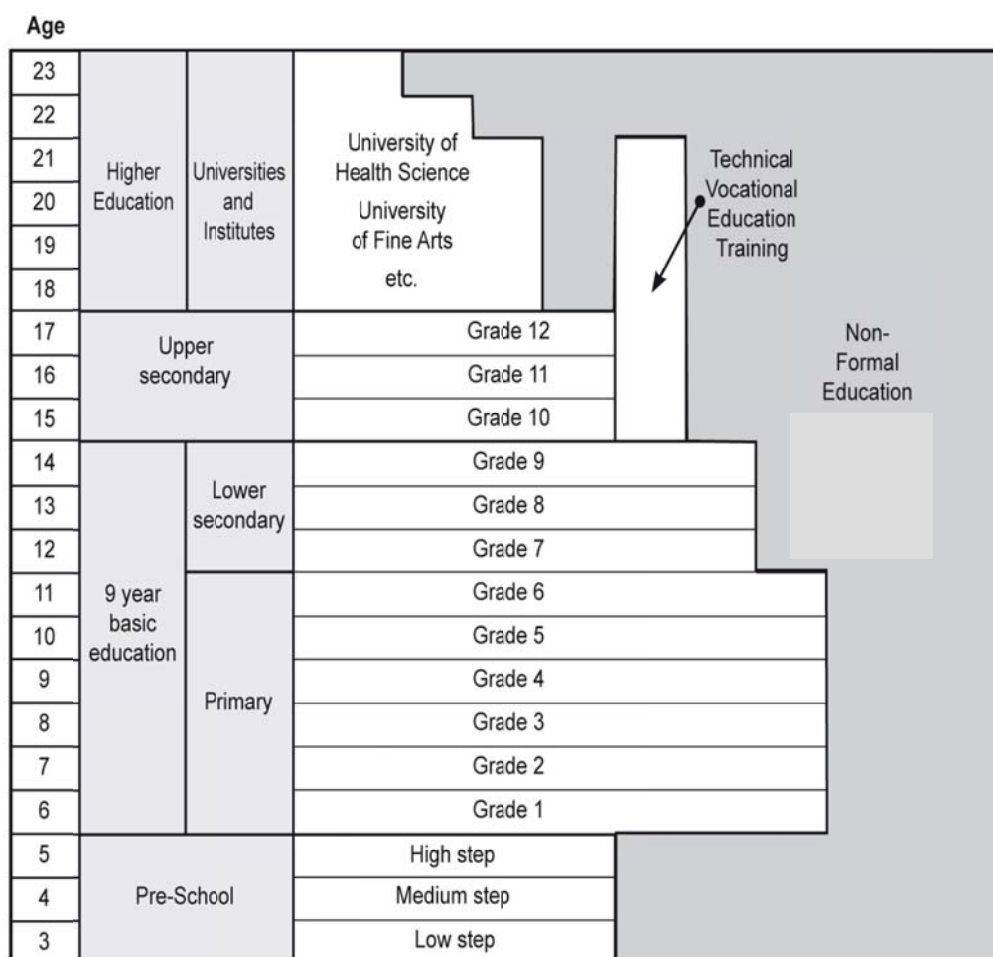 Age
23
22
21
20
19
18
17
16
15
14
13
12
11
10
9
8
7
6
5
4
3
Higher
Education
Universities
and
Institutes
University of
Health Science
University
of Fine Arts
etc.
Technical
Vocational
Education
Training
Non-
Formal
Education
Upper
secondary
Grade 12
Grade 11
Grade 10
9 year
basic
education
Lower
secondary
Grade 9
Grade 8
Grade 7
Primary
Grade 6
Grade 5
Grade 4
Grade 3
Grade 2
Grade 1
Pre-School
High step
Medium step
Low step